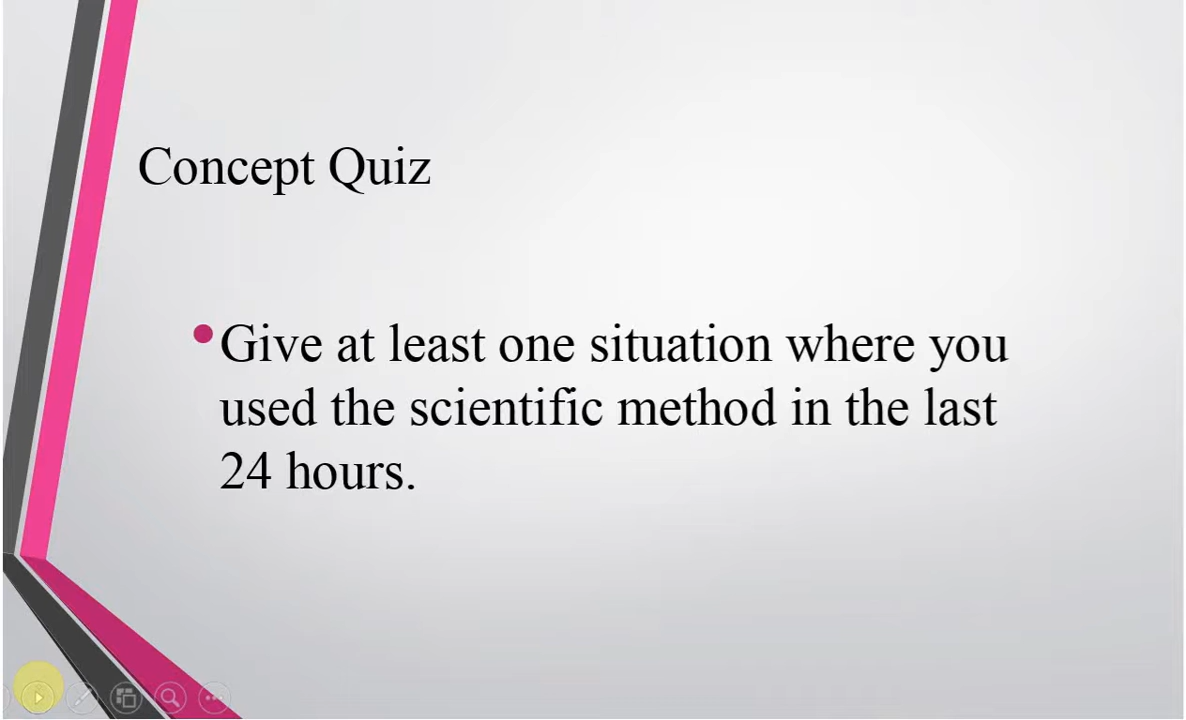 Concept Quiz
•Give at least one situation where you
used the scientific method in the last
24 hours.